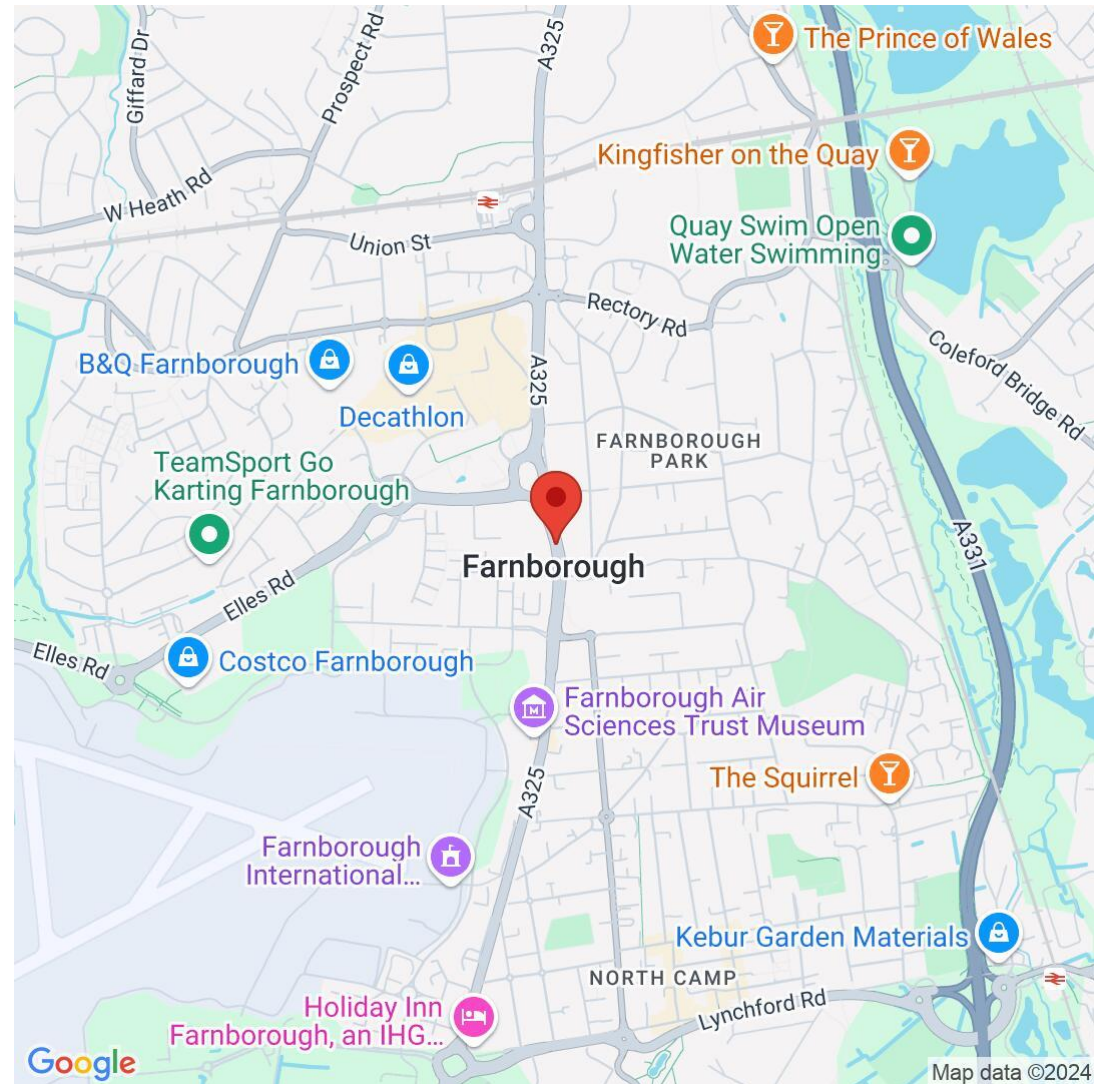 A325
Prospect Rd
Giffard Dr
The Prince of Wales
Kingfisher on the Quay
W Heath Rd
Union St
Quay Swim Open
Water Swimming
Rectory Rd
Coleford Bridge Rd
B&Q Farnborough
A325
Decathlon
FARNBOROUGH
PARK
TeamSport Go
Karting Farnborough
A331
Farnborough
Elles Rd
Elles Rd
Costco Farnborough
Farnborough Air
Sciences Trust Museum
The Squirrel
A325
Farnborough
International...
Kebur Garden Materials
NORTH CAMP
Lynchford Rd
Holiday Inn
Farnborough, an IHG...
Google
Map data ©2024